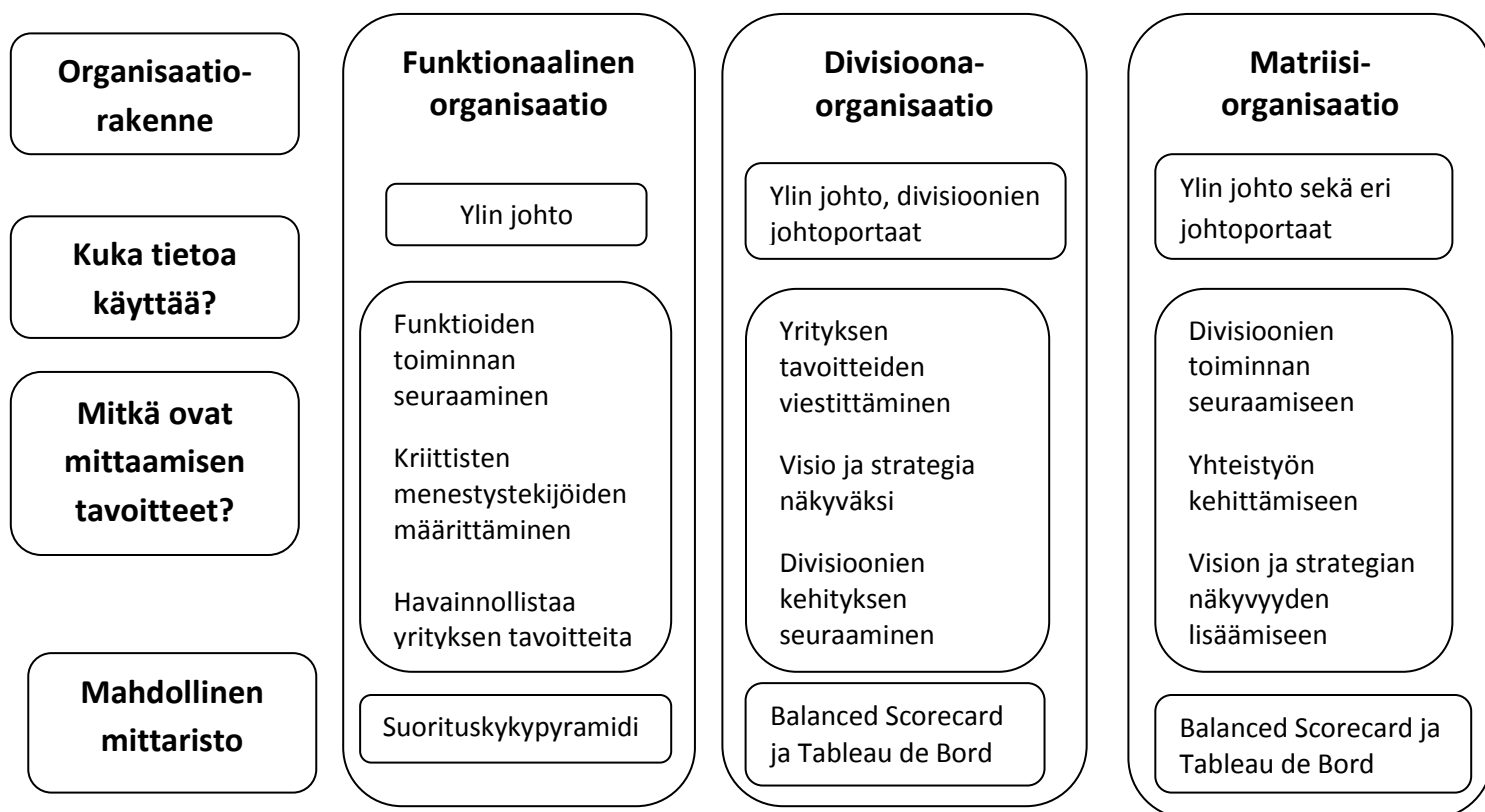 Organisaatio-
rakenne
Kuka tietoa
käyttää?
Mitkä ovat
mittaamisen
tavoitteet?
Mahdollinen
mittaristo
Funktionaalinen
organisaatio
Ylin johto
Funktioiden
toiminnan
seuraaminen
Kriittisten
menestystekijöiden
määrittäminen
Havainnollistaa
yrityksen tavoitteita
Suorituskykypyramidi
Divisioona-
organisaatio
Ylin johto, divisioonien
johtoportaat
Yrityksen
tavoitteiden
viestittäminen
Visio ja strategia
näkyväksi
Divisioonien
kehityksen
seuraaminen
Balanced Scorecard
ja Tableau de Bord
Matriisi-
organisaatio
Ylin johto sekä eri
johtoportaat
Divisioonien
toiminnan
seuraamiseen
Yhteistyön
kehittämiseen
Vision ja strategian
näkyvyyden
lisäämiseen
Balanced Scorecard ja
Tableau de Bord